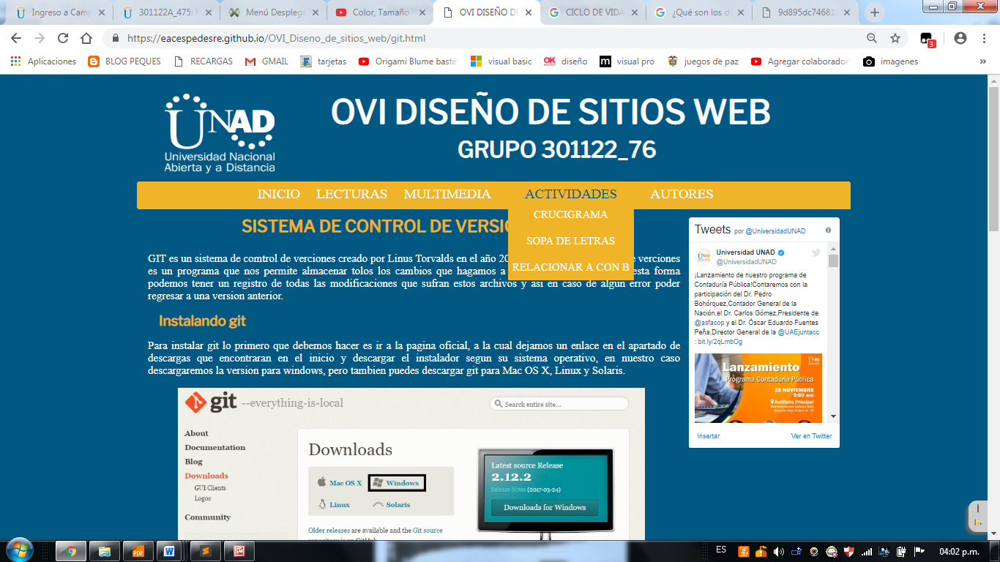 Ingreso a Camp
301122A_475:
Menú Desplega
Color, Tamaño
OVI DISEÑO DE
CICLO DE VIDA
¿Qué son los d
9d895dc74681
https://eacespedesre.github.io/OVI_Diseno_de_sitios_web/git.html
3
Aplicaciones
BLOG PEQUES
RECARGAS
GMAIL
tarjetas
Origami Blume baste
visual basic
diseño
visual pro
juegos de paz
Agregar colaborador
imagenes
»
UNAD
Universidad Nacional
Abierta y a Distancia
OVI DISEÑO DE SITIOS WEB
GRUPO 301122_76
INICIO LECTURAS MULTIMEDIA ACTIVIDADES AUTORES
CRUCIGRAMA
SOPA DE LETRAS
RELACIONAR A CON B
SISTEMA DE CONTROL DE VERSIO
GIT es un sistema de comtrol de verciones creado por Linus Torvalds en el año 20 e verciones
es un programa que nos permite almacenar tolos los cambios que hagamos a esta forma
podemos tener un registro de todas las modificaciones que sufran estos archivos y asi en caso de algun error poder
regresar a una version anterior.
Instalando git
Para instalar git lo primero que debemos hacer es ir a la pagina oficial, a la cual dejamos un enlace en el apartado de
descargas que encontraran en el inicio y descargar el instalador segun su sistema operativo, en nuestro caso
descargaremos la version para windows, pero tambien puedes descargar git para Mac OS X, Linux y Solaris.
git --everything-is-local
Search entire site...
About
Documentation
Blog
Downloads
GUI Clients
Logos
Community
Downloads
Mac OS X
Windows
Linux
Solaris
Older releases are available and the Git source
Latest source Release
2.12.2
Release Notes (2017-03-24)
Downloads for Windows
Tweets por @UniversidadUNAD
Universidad UNAD
@UniversidadUNAD
¡Lanzamiento de nuestro programa de
Contaduría Pública!Contaremos con la
participación del Dr. Pedro
Bohórquez,Contador General de la
Nación,el Dr. Carlos Gómez,Presidente de
@asfacop y el Dr. Óscar Eduardo Fuentes
Peña,Director General de la @UAEjuntacc
: bit.ly/2qLmbOg
Lanzamiento
Programa Contaduría Pública
28 NOVIEMBRE
9:00 am
Auditorio Principal
Insertar
Ver en Twitter
ES
04:02 p.m.